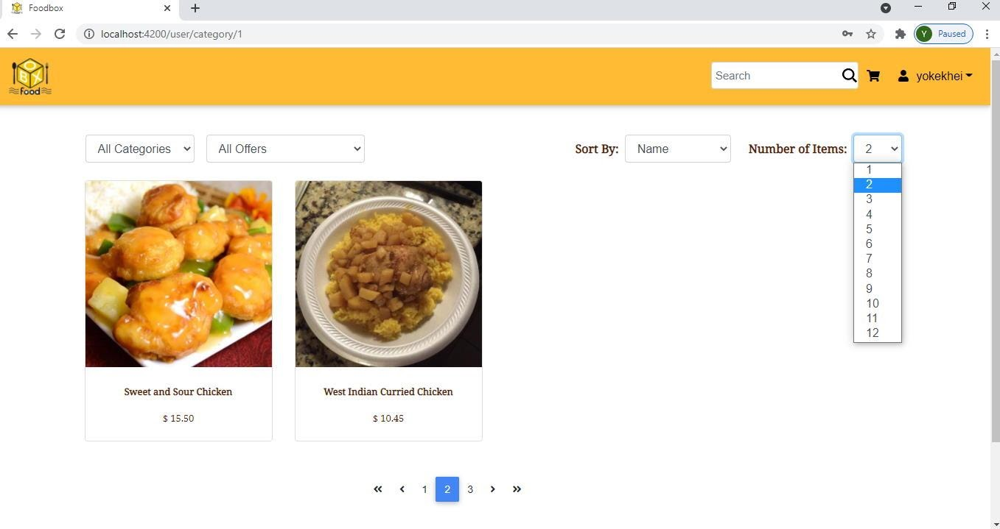 Foodbox
localhost:4200/user/category/1
Y Paused
O
B X
food
Search
yokekhei
All Categories
All Offers
Sort By:
Name
Number of Items:
2
1
2
3
4
5
6
7
8
9
10
11
12
Sweet and Sour Chicken
West Indian Curried Chicken
$ 15.50
$ 10.45
« ‹ 1 2 3 › »